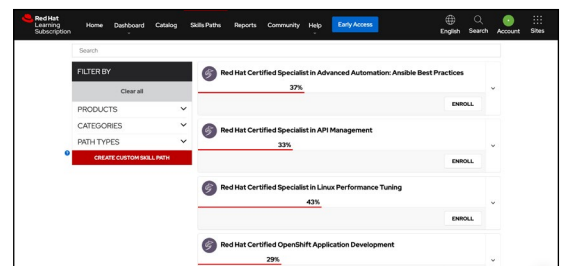 Red Hat
Learning
Subscription
Home Dashboard Catalog Skills Paths Reports Community Help Early Access
English Search Account Sites
Search
FILTER BY
Clear all
PRODUCTS
CATEGORIES
PATH TYPES
CREATE CUSTOM SKILL PATH
Red Hat Certified Specialist in Advanced Automation: Ansible Best Practices
37%
ENROLL
Red Hat Certified Specialist in API Management
33%
ENROLL
Red Hat Certified Specialist in Linux Performance Tuning
43%
ENROLL
Red Hat Certified OpenShift Application Development
29%